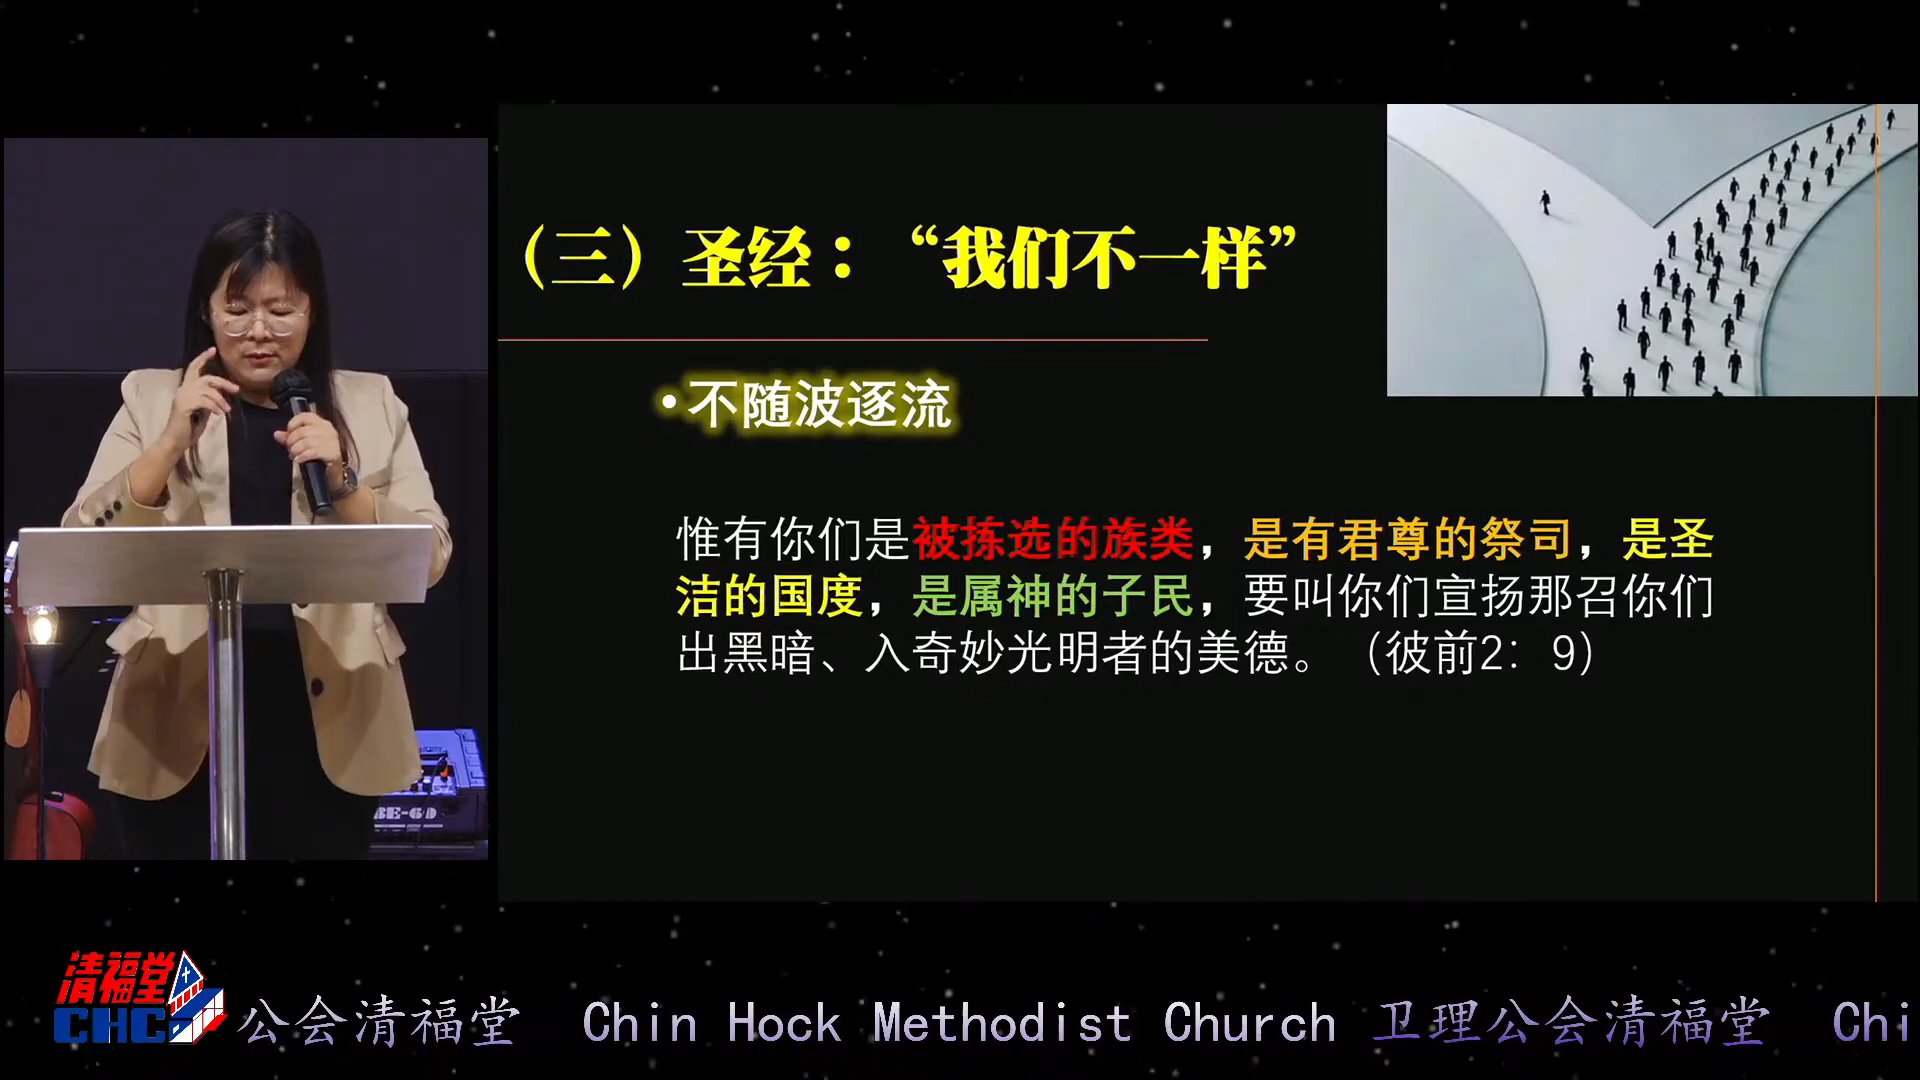 （三）圣经：“我们不一样”
•不随波逐流
惟有你们是被拣选的族类，是有君尊的祭司，是圣
洁的国度，是属神的子民，要叫你们宣扬那召你们
出黑暗、入奇妙光明者的美德。（彼前2：9）
BE-60
清福堂
CHC
公会清福堂 Chin Hock Methodist Church 卫理公会清福堂 Chi